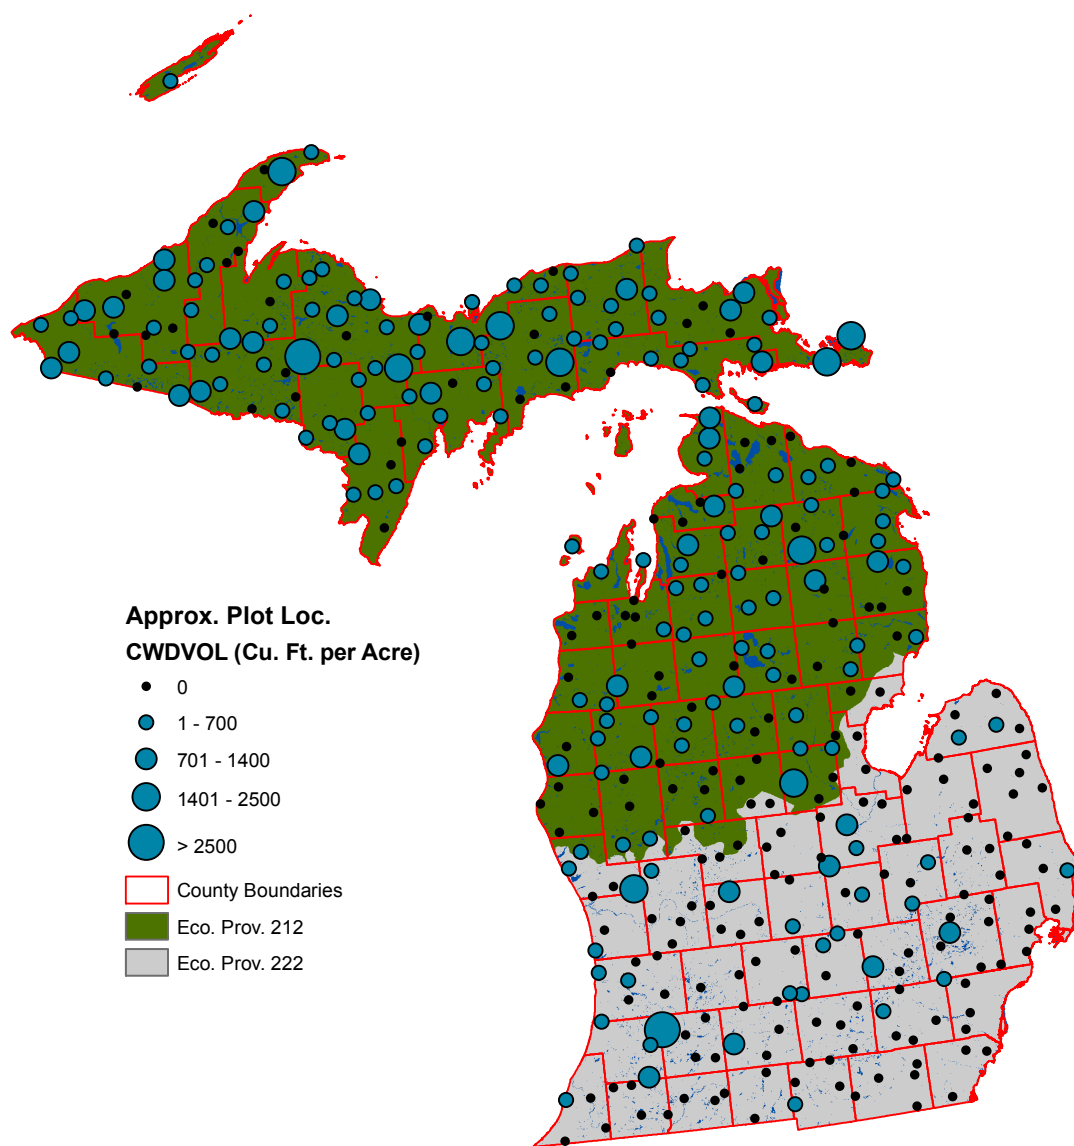 Approx. Plot Loc.
CWDVOL (Cu. Ft. per Acre)
0
1 - 700
701 - 1400
1401 - 2500
> 2500
County Boundaries
Eco. Prov. 212
Eco. Prov. 222